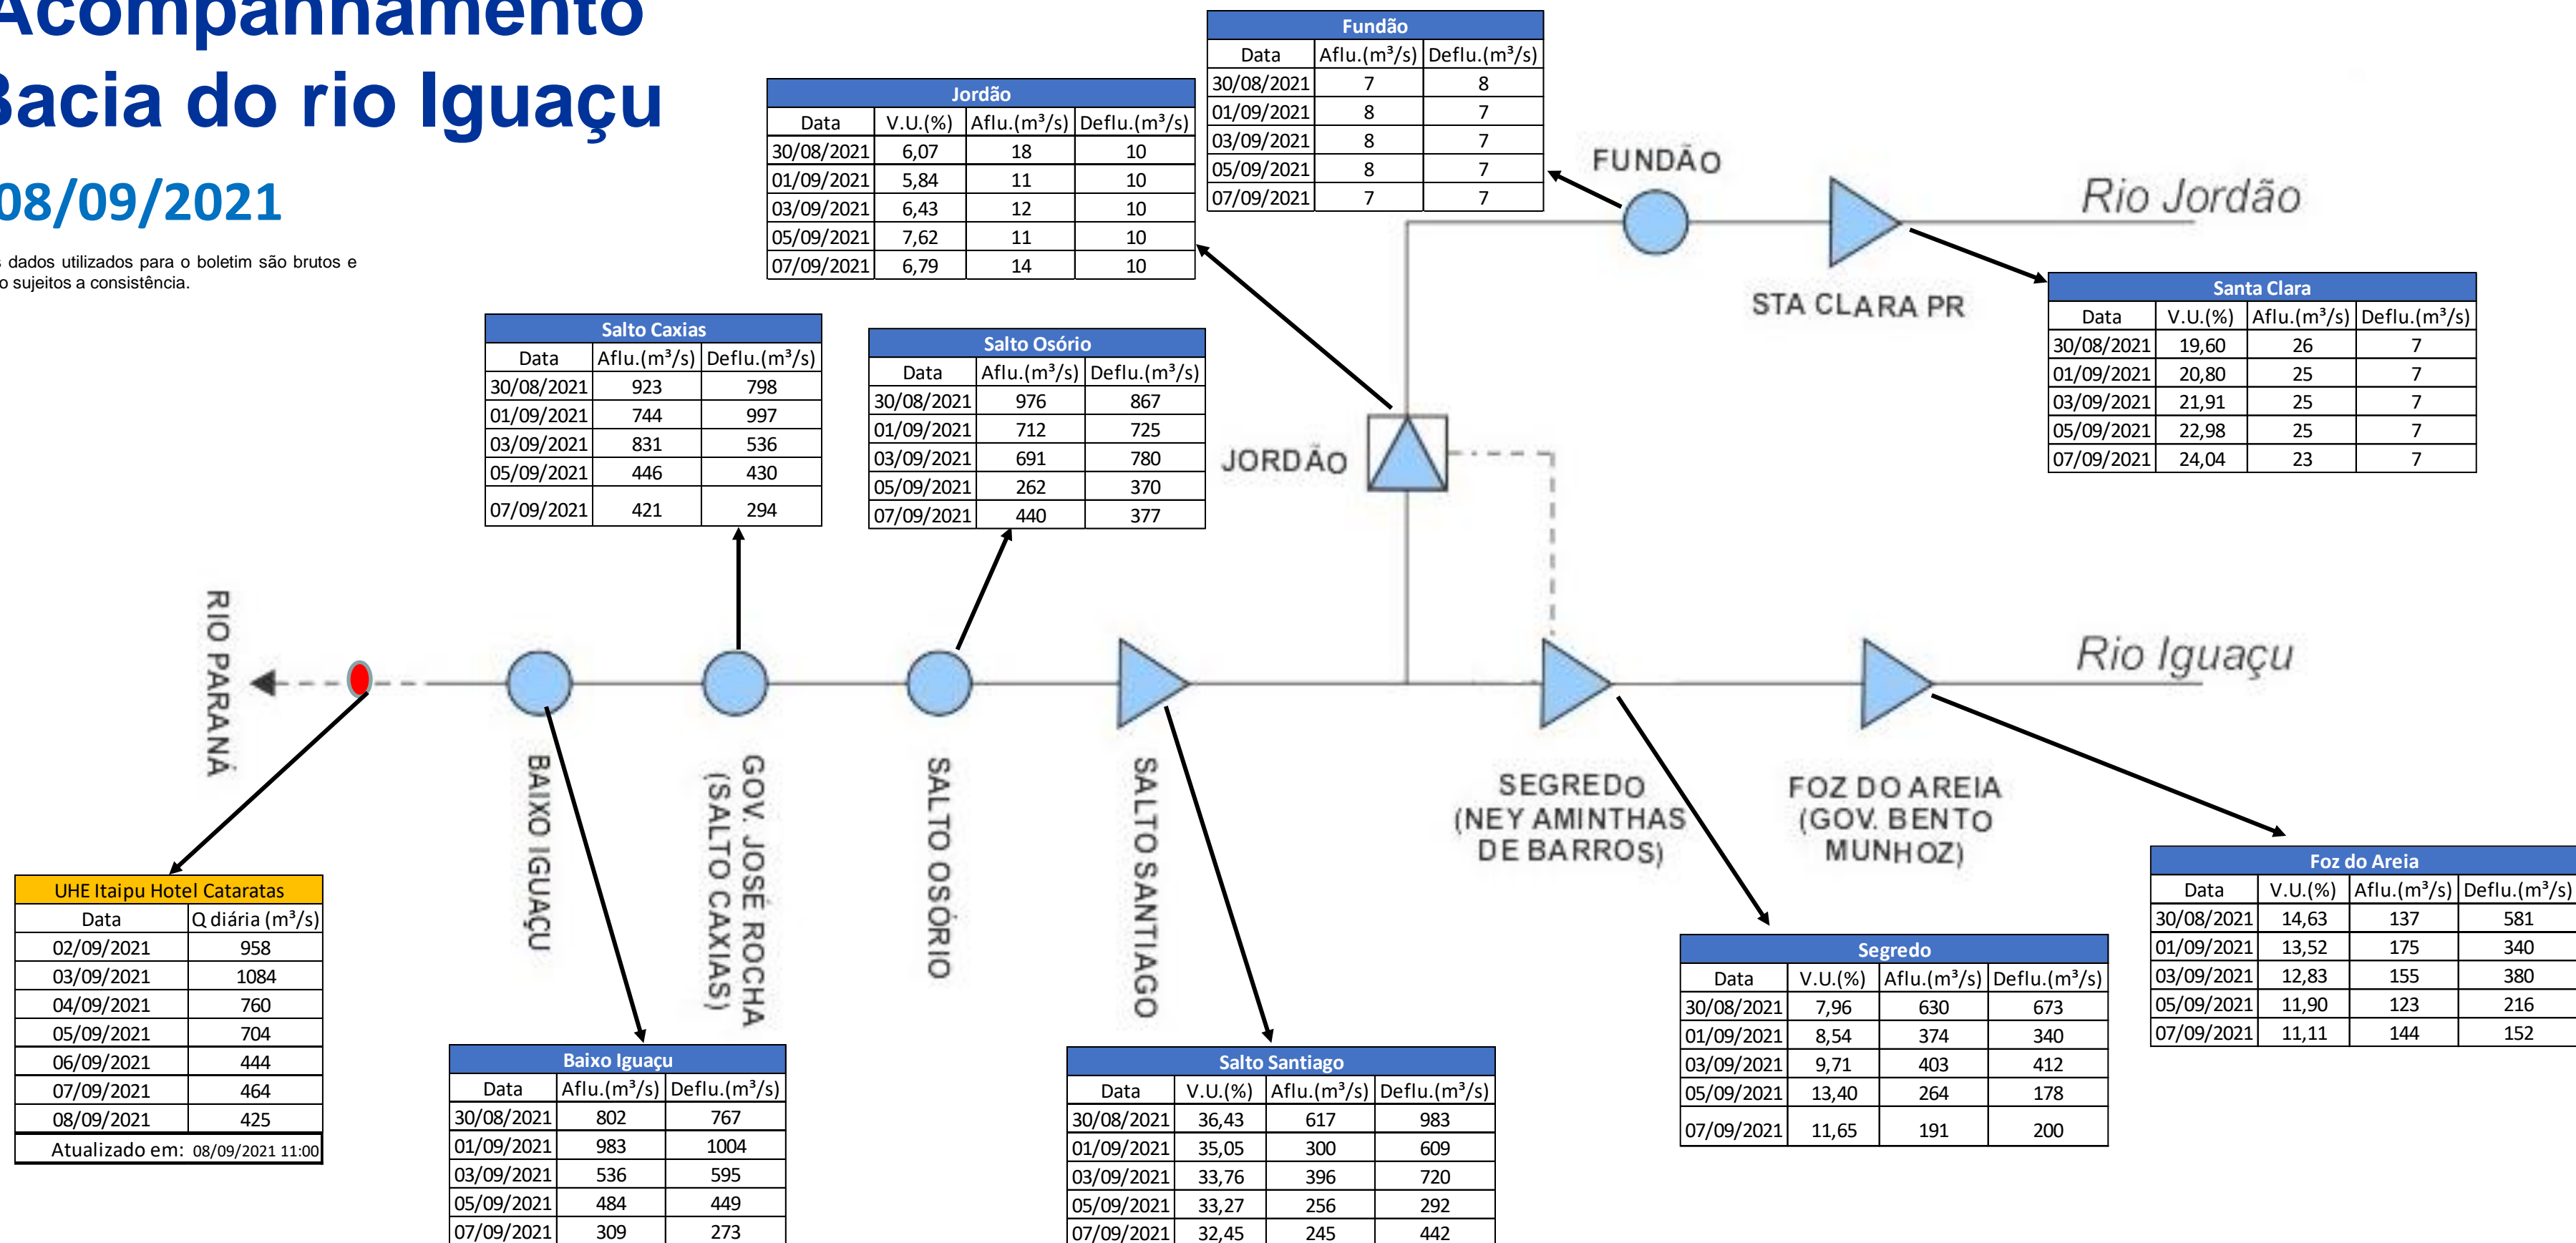 Acompanhamento
Bacia do rio Iguaçu
08/09/2021
s dados utilizados para o boletim são brutos e
o sujeitos a consistência.
Fundão
Data Aflu.(m³/s) Deflu.(m³/s)
30/08/2021 7 8
01/09/2021 8 7
03/09/2021 8 7
05/09/2021 8 7
07/09/2021 7 7
Jordão
Data V.U.(%) Aflu.(m³/s) Deflu.(m³/s)
30/08/2021 6,07 18 10
01/09/2021 5,84 11 10
03/09/2021 6,43 12 10
05/09/2021 7,62 11 10
07/09/2021 6,79 14 10
FUNDÃO
Rio Jordão
STA CLARA PR
Santa Clara
Data V.U.(%) Aflu.(m³/s) Deflu.(m³/s)
30/08/2021 19,60 26 7
01/09/2021 20,80 25 7
03/09/2021 21,91 25 7
05/09/2021 22,98 25 7
07/09/2021 24,04 23 7
Salto Caxias
Data Aflu.(m³/s) Deflu.(m³/s)
30/08/2021 923 798
01/09/2021 744 997
03/09/2021 831 536
05/09/2021 446 430
07/09/2021 421 294
Salto Osório
Data Aflu.(m³/s) Deflu.(m³/s)
30/08/2021 976 867
01/09/2021 712 725
03/09/2021 691 780
05/09/2021 262 370
07/09/2021 440 377
JORDÃO
RIO PARANÁ
Rio Iguaçu
BAIXO IGUAÇU
GOV. JOSÉ ROCHA
(SALTO CAXIAS)
SALTO OSÓRIO
SALTO SANTIAGO
SEGREDO
(NEY AMINTHAS
DE BARROS)
FOZ DO AREIA
(GOV. BENTO
MUNHOZ)
UHE Itaipu Hotel Cataratas
Data Q diária (m³/s)
02/09/2021 958
03/09/2021 1084
04/09/2021 760
05/09/2021 704
06/09/2021 444
07/09/2021 464
08/09/2021 425
Atualizado em: 08/09/2021 11:00
Baixo Iguaçu
Data Aflu.(m³/s) Deflu.(m³/s)
30/08/2021 802 767
01/09/2021 983 1004
03/09/2021 536 595
05/09/2021 484 449
07/09/2021 309 273
Salto Santiago
Data V.U.(%) Aflu.(m³/s) Deflu.(m³/s)
30/08/2021 36,43 617 983
01/09/2021 35,05 300 609
03/09/2021 33,76 396 720
05/09/2021 33,27 256 292
07/09/2021 32,45 245 442
Segredo
Data V.U.(%) Aflu.(m³/s) Deflu.(m³/s)
30/08/2021 7,96 630 673
01/09/2021 8,54 374 340
03/09/2021 9,71 403 412
05/09/2021 13,40 264 178
07/09/2021 11,65 191 200
Foz do Areia
Data V.U.(%) Aflu.(m³/s) Deflu.(m³/s)
30/08/2021 14,63 137 581
01/09/2021 13,52 175 340
03/09/2021 12,83 155 380
05/09/2021 11,90 123 216
07/09/2021 11,11 144 152